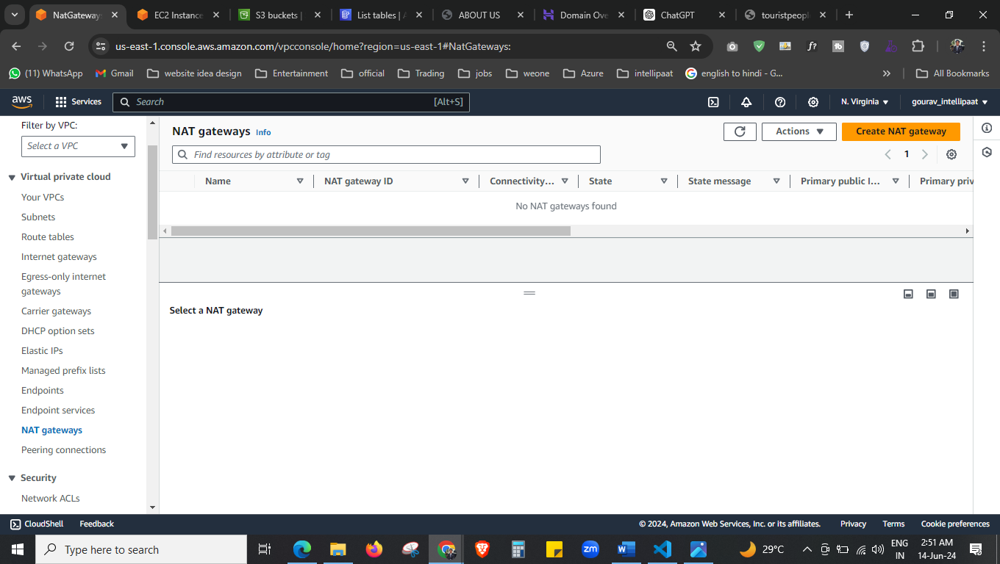 NatGateways
EC2 Instance
S3 buckets |
List tables | A
ABOUT US
Domain Ove
ChatGPT
touristpeopl
us-east-1.console.aws.amazon.com/vpcconsole/home?region=us-east-1#NatGateways:
(11) WhatsApp
Gmail
website idea design
Entertainment
official
Trading
jobs
weone
Azure
intellipaat
english to hindi - G...
All Bookmarks
aws
Services
Search
[Alt+S]
N. Virginia
gourav_intellipaat
Filter by VPC:
Select a VPC
Virtual private cloud
Your VPCs
Subnets
Route tables
Internet gateways
Egress-only internet
gateways
Carrier gateways
DHCP option sets
Elastic IPs
Managed prefix lists
Endpoints
Endpoint services
NAT gateways
Peering connections
Security
Network ACLs
NAT gateways Info
Actions
Create NAT gateway
Find resources by attribute or tag
1
Name
NAT gateway ID
Connectivity...
State
State message
Primary public I...
Primary priv
No NAT gateways found
Select a NAT gateway
CloudShell
Feedback
© 2024, Amazon Web Services, Inc. or its affiliates.
Privacy
Terms
Cookie preferences
Type here to search
zm
29°C
ENG
IN
2:51 AM
14-Jun-24